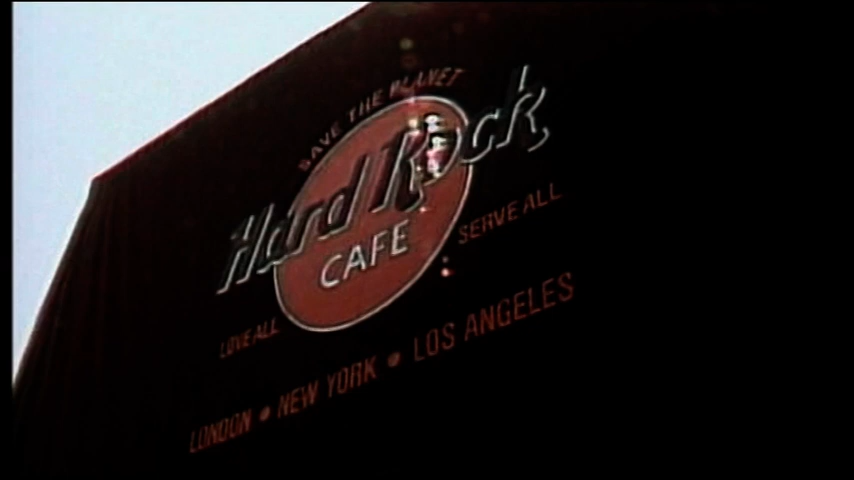 SAVE THE PLANET
Hard Rock
CAFE
LOVE ALL
SERVE ALL
LONDON • NEW YORK • LOS ANGELES